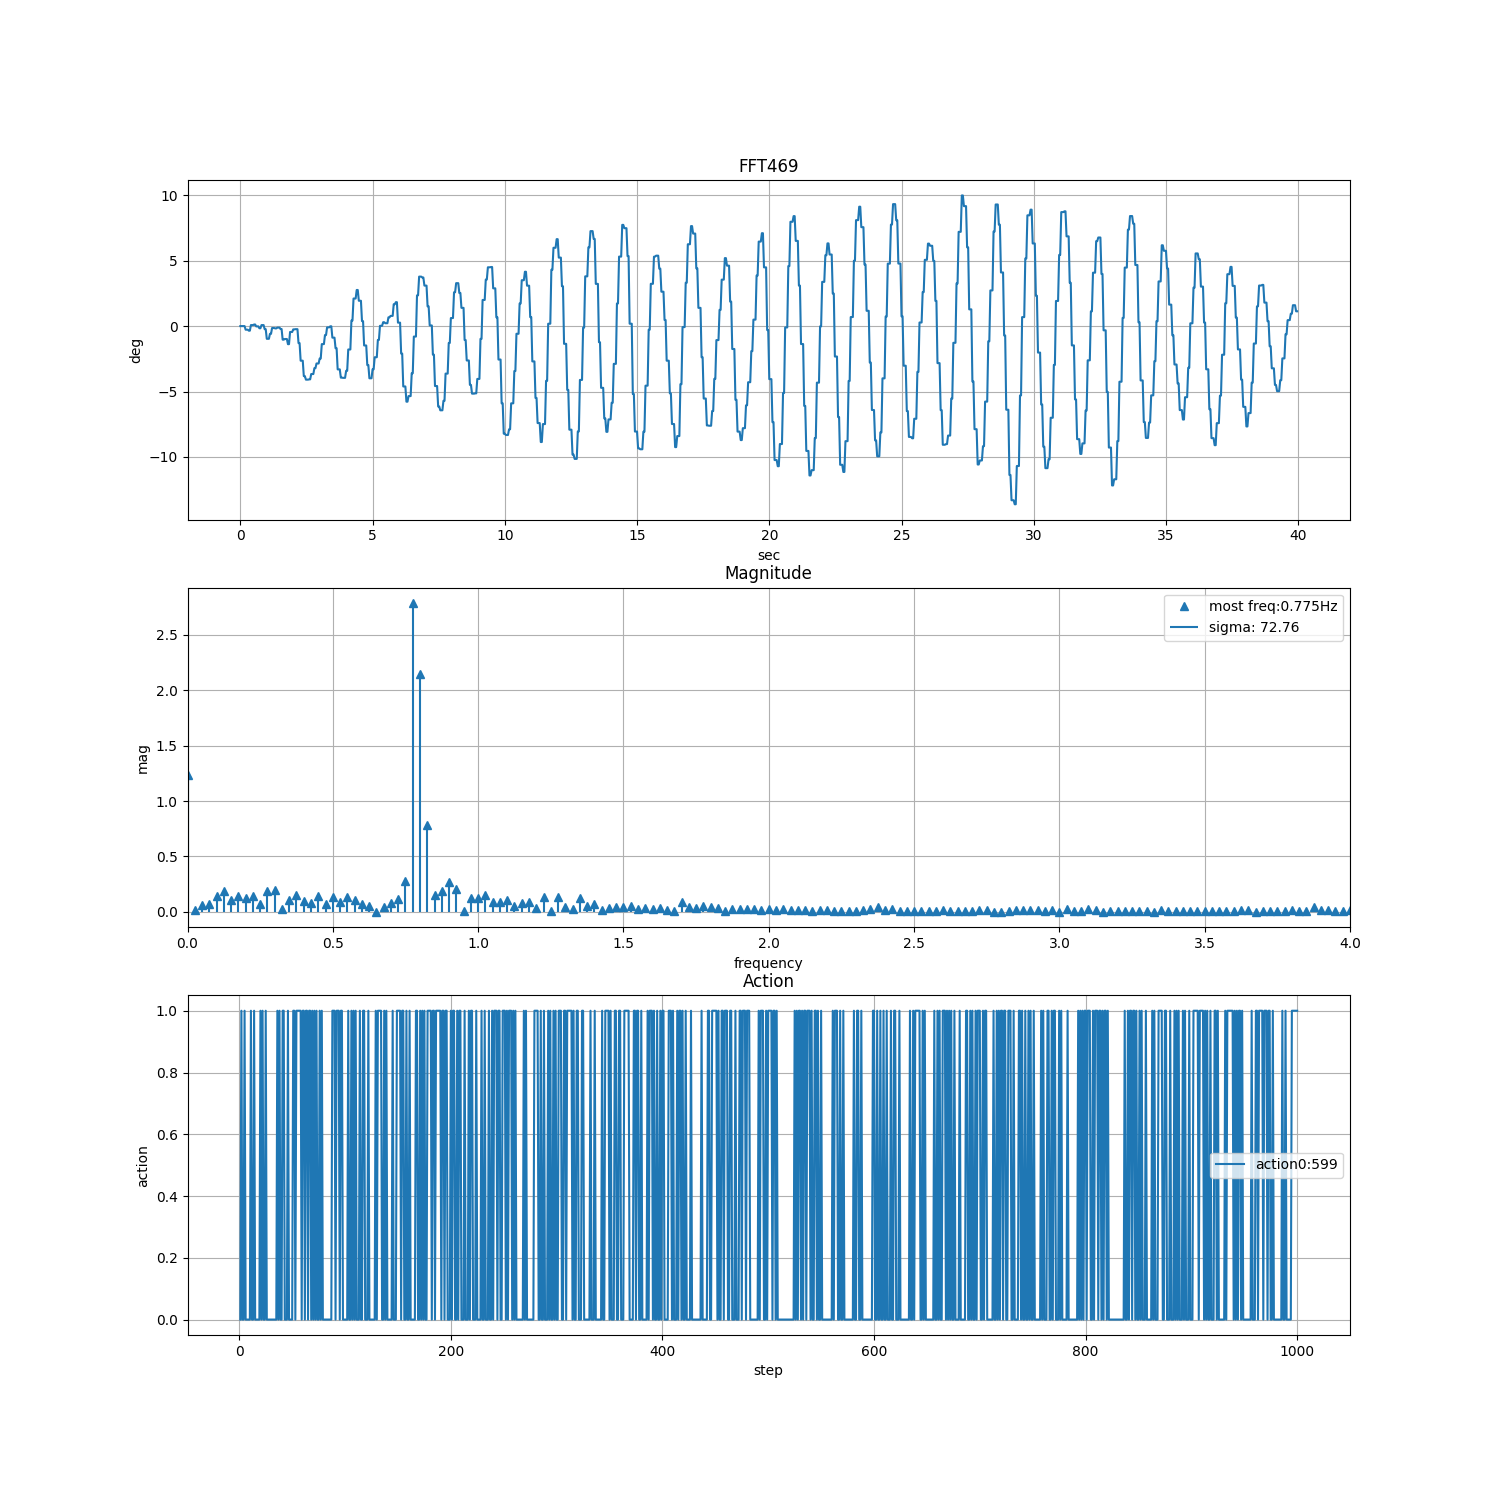 FFT469
10
5
0
−5
−10
deg
0 5 10 15 20 25 30 35 40
sec
Magnitude
most freq:0.775Hz
sigma: 72.76
2.5
2.0
1.5
1.0
0.5
0.0
mag
0.0 0.5 1.0 1.5 2.0 2.5 3.0 3.5 4.0
frequency
Action
1.0
0.8
0.6
0.4
0.2
0.0
action
action0:599
0 200 400 600 800 1000
step